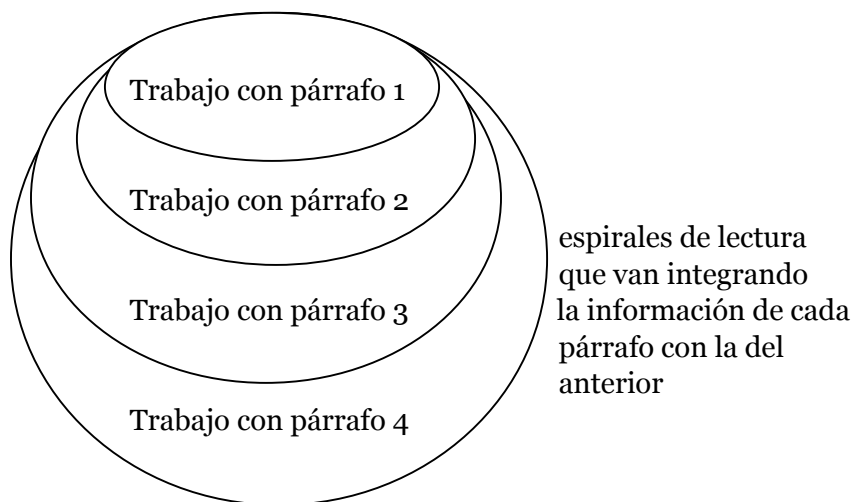 Trabajo con párrafo 1
Trabajo con párrafo 2
Trabajo con párrafo 3
Trabajo con párrafo 4
espirales de lectura
que van integrando
la información de cada
párrafo con la del
anterior